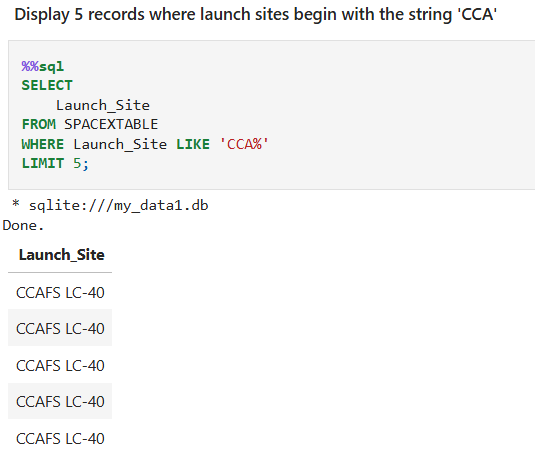 Display 5 records where launch sites begin with the string 'CCA'
%%sql
SELECT
    Launch_Site
FROM SPACEXTABLE
WHERE Launch_Site LIKE 'CCA%'
LIMIT 5;
* sqlite:///my_data1.db
Done.
Launch_Site
CCAFS LC-40
CCAFS LC-40
CCAFS LC-40
CCAFS LC-40
CCAFS LC-40